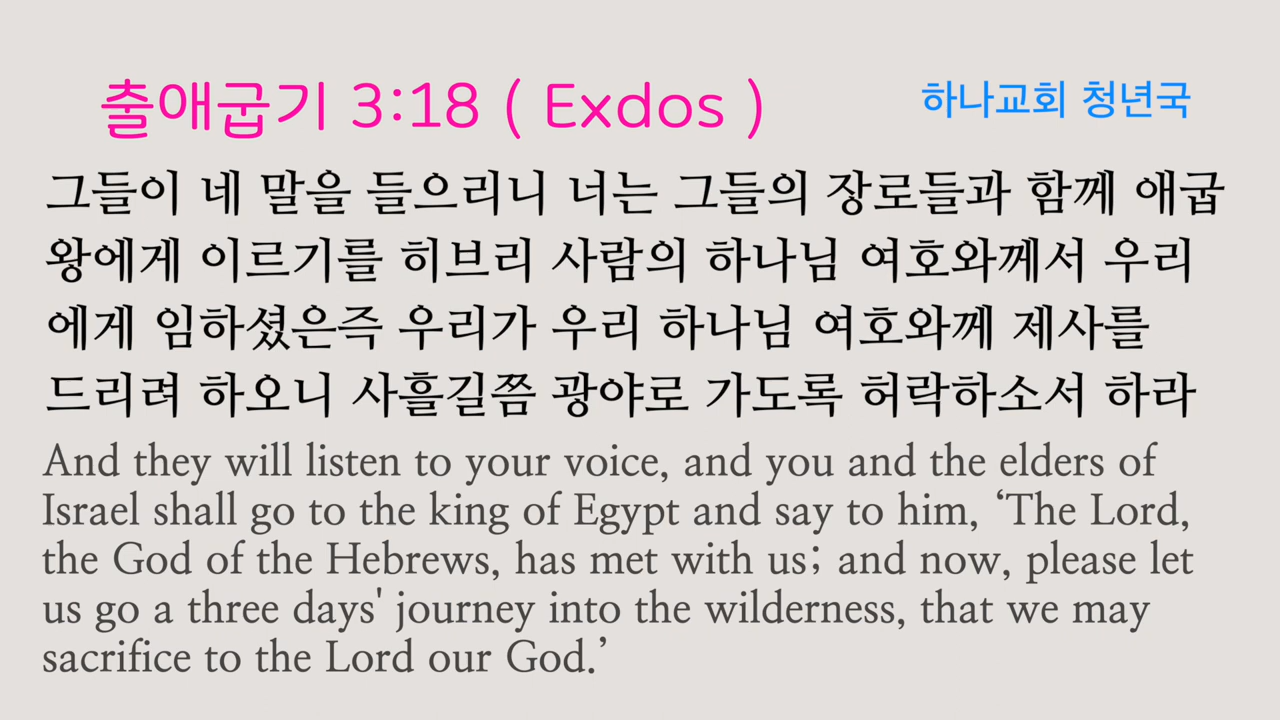 출애굽기 3:18 ( Exdos )
하나교회 청년국
그들이 네 말을 들으리니 너는 그들의 장로들과 함께 애굽
왕에게 이르기를 히브리 사람의 하나님 여호와께서 우리
에게 임하셨은즉 우리가 우리 하나님 여호와께 제사를
드리려 하오니 사흘길쯤 광야로 가도록 허락하소서 하라
And they will listen to your voice, and you and the elders of
Israel shall go to the king of Egypt and say to him, ‘The Lord,
the God of the Hebrews, has met with us; and now, please let
us go a three days' journey into the wilderness, that we may
sacrifice to the Lord our God.’